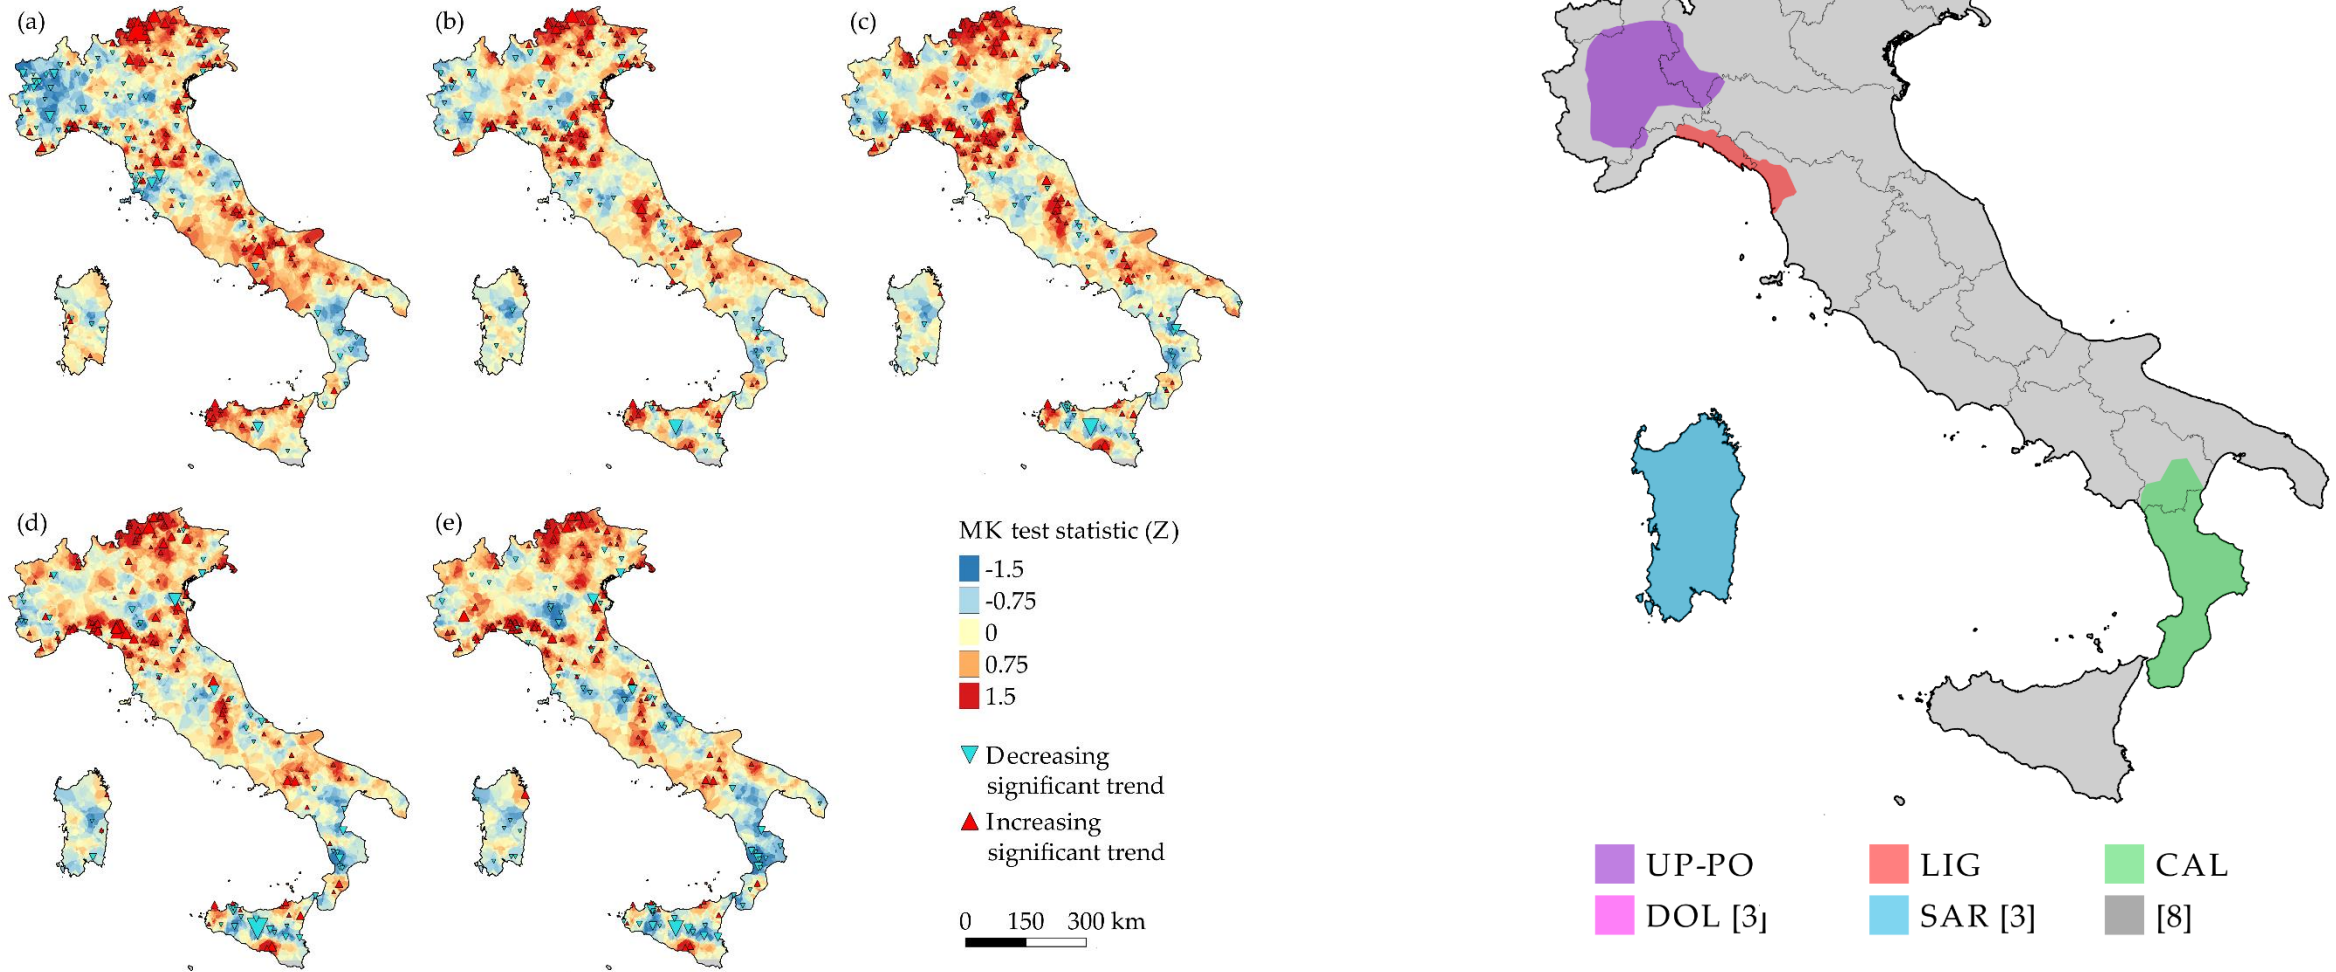 (a)
(b)
(c)
(d)
(e)
MK test statistic (Z)
-1.5
-0.75
0
0.75
1.5
Decreasing
significant trend
Increasing
significant trend
0 150 300 km
UP-PO
LIG
CAL
DOL [3]
SAR [3]
[8]